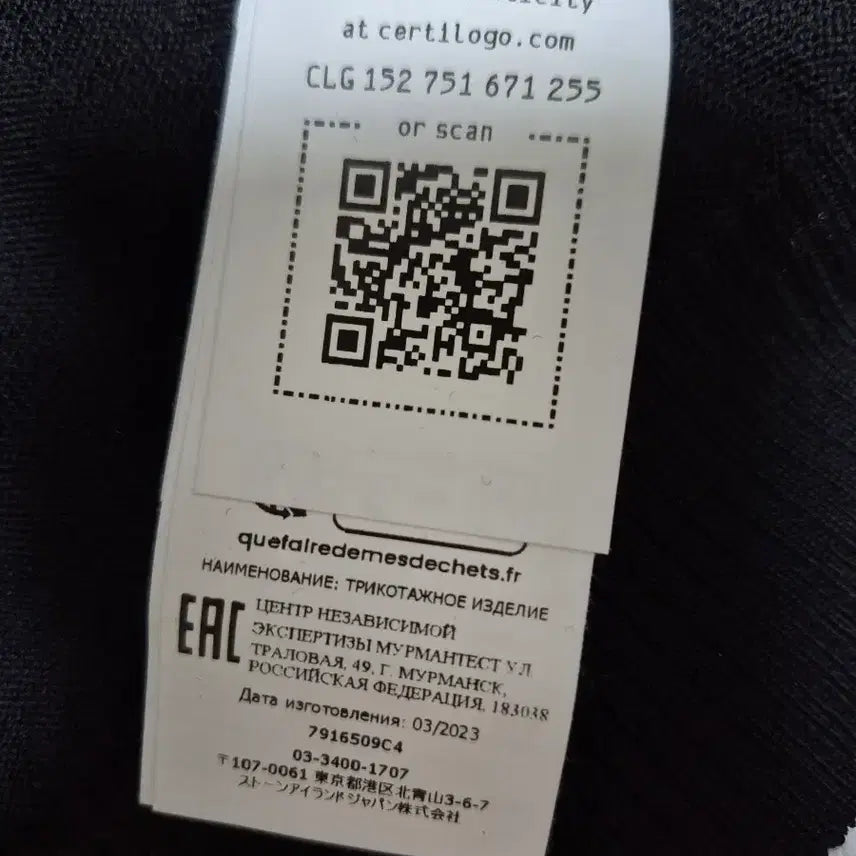 at certilogo.com
CLG 152 751 671 255
or scan
quefairedemesdechets.fr
НАИМЕНОВАНИЕ: ТРИКОТАЖНОЕ ИЗДЕЛИЕ
EAC
ЦЕНТР НЕЗАВИСИМОЙ
ЭКСПЕРТИЗЫ МУРМАНТЕСТ УЛ.
ТРАЛОВАЯ, 49, Г. МУРМАНСК,
РОССИЙСКАЯ ФЕДЕРАЦИЯ, 183038
Дата изготовления: 03/2023
7916509C4
03-3400-1707
〒107-0061 東京都港区北青山3-6-7
ストーンアイランドジャパン株式会社